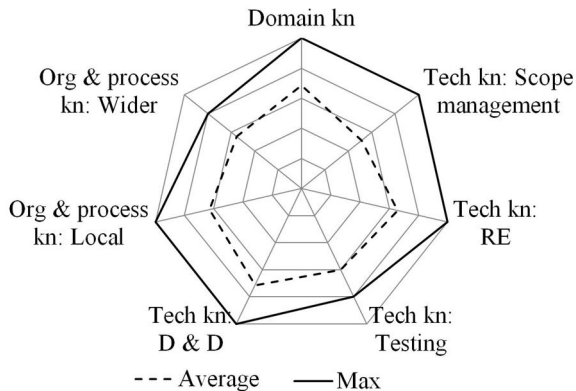 Domain kn
Org & process
kn: Wider
Tech kn: Scope
management
Org & process
kn: Local
Tech kn:
RE
Tech kn:
D & D
Tech kn:
Testing
Average
Max